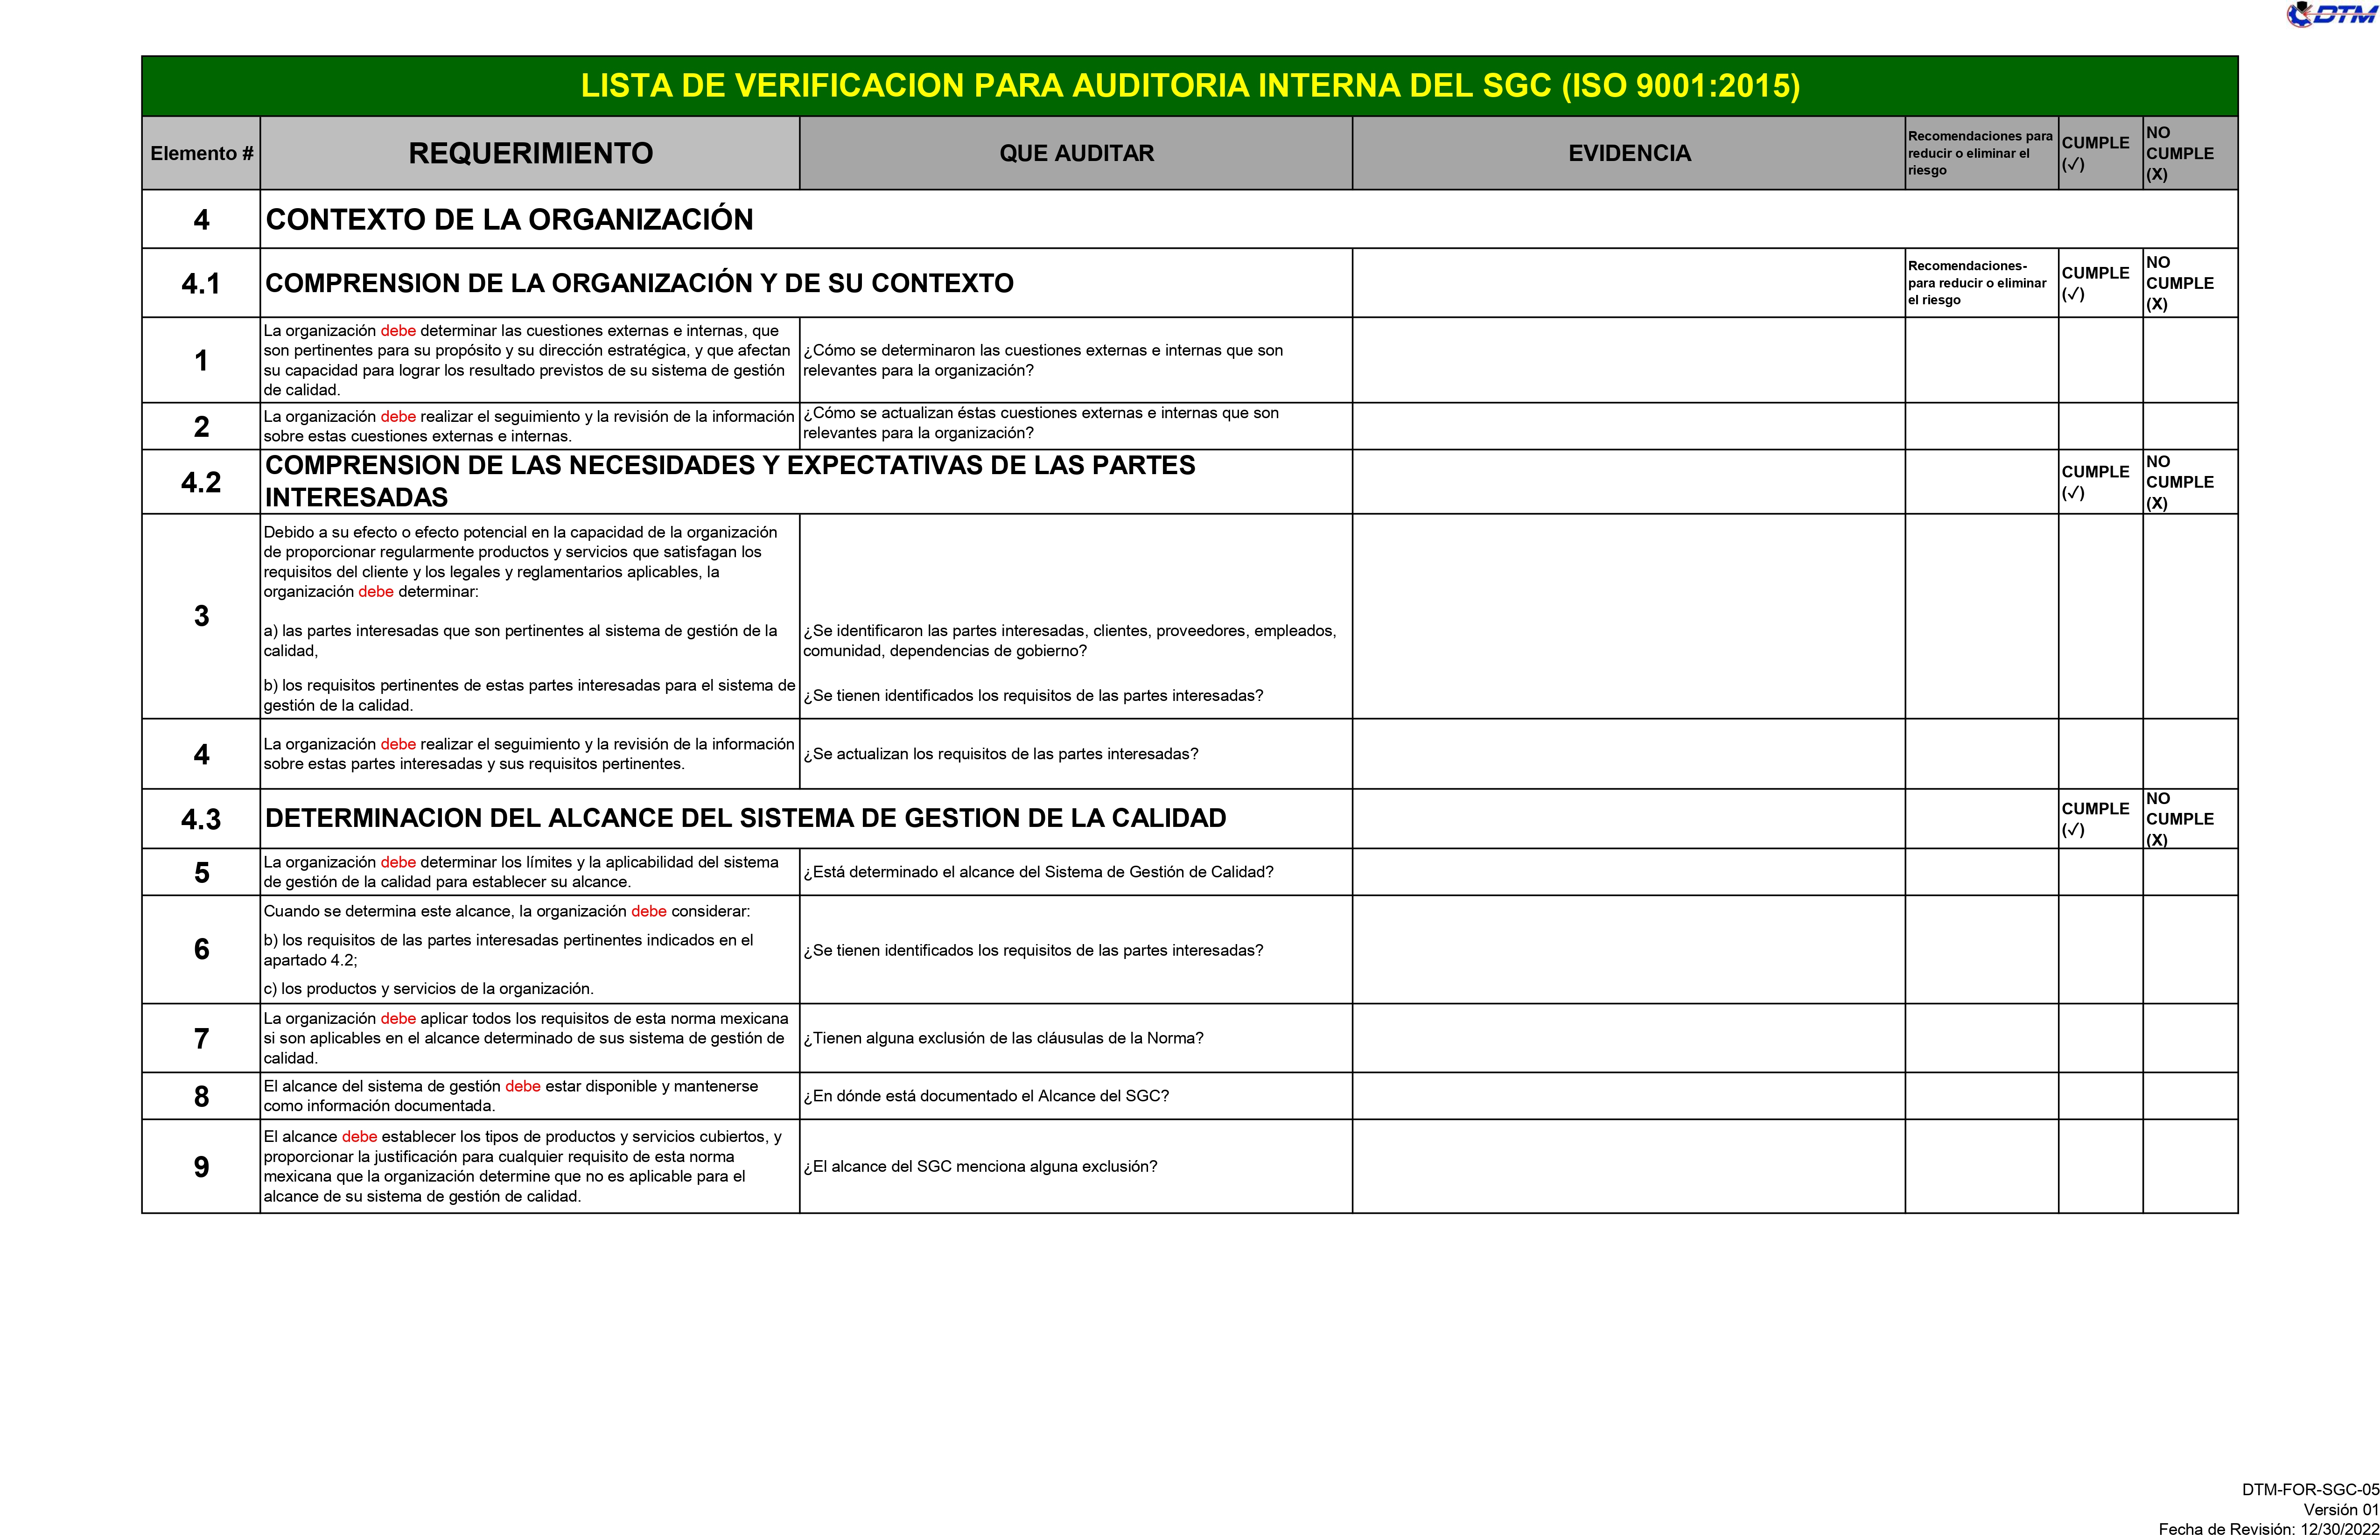 DTM
LISTA DE VERIFICACION PARA AUDITORIA INTERNA DEL SGC (ISO 9001:2015)
Elemento #
REQUERIMIENTO
QUE AUDITAR
EVIDENCIA
Recomendaciones para
reducir o eliminar el
riesgo
CUMPLE
(✓)
NO
CUMPLE
(X)
4
CONTEXTO DE LA ORGANIZACIÓN
4.1
COMPRENSION DE LA ORGANIZACIÓN Y DE SU CONTEXTO
Recomendaciones-
para reducir o eliminar
el riesgo
CUMPLE
(✓)
NO
CUMPLE
(X)
1
La organización debe determinar las cuestiones externas e internas, que
son pertinentes para su propósito y su dirección estratégica, y que afectan
su capacidad para lograr los resultado previstos de su sistema de gestión
de calidad.
¿Cómo se determinaron las cuestiones externas e internas que son
relevantes para la organización?
2
La organización debe realizar el seguimiento y la revisión de la información
sobre estas cuestiones externas e internas.
¿Cómo se actualizan éstas cuestiones externas e internas que son
relevantes para la organización?
4.2
COMPRENSION DE LAS NECESIDADES Y EXPECTATIVAS DE LAS PARTES
INTERESADAS
CUMPLE
(✓)
NO
CUMPLE
(X)
3
Debido a su efecto o efecto potencial en la capacidad de la organización
de proporcionar regularmente productos y servicios que satisfagan los
requisitos del cliente y los legales y reglamentarios aplicables, la
organización debe determinar:
a) las partes interesadas que son pertinentes al sistema de gestión de la
calidad,
b) los requisitos pertinentes de estas partes interesadas para el sistema de
gestión de la calidad.
¿Se identificaron las partes interesadas, clientes, proveedores, empleados,
comunidad, dependencias de gobierno?
¿Se tienen identificados los requisitos de las partes interesadas?
4
La organización debe realizar el seguimiento y la revisión de la información
sobre estas partes interesadas y sus requisitos pertinentes.
¿Se actualizan los requisitos de las partes interesadas?
4.3
DETERMINACION DEL ALCANCE DEL SISTEMA DE GESTION DE LA CALIDAD
CUMPLE
(✓)
NO
CUMPLE
(X)
5
La organización debe determinar los límites y la aplicabilidad del sistema
de gestión de la calidad para establecer su alcance.
¿Está determinado el alcance del Sistema de Gestión de Calidad?
6
Cuando se determina este alcance, la organización debe considerar:
b) los requisitos de las partes interesadas pertinentes indicados en el
apartado 4.2;
c) los productos y servicios de la organización.
¿Se tienen identificados los requisitos de las partes interesadas?
7
La organización debe aplicar todos los requisitos de esta norma mexicana
si son aplicables en el alcance determinado de sus sistema de gestión de
calidad.
¿Tienen alguna exclusión de las cláusulas de la Norma?
8
El alcance del sistema de gestión debe estar disponible y mantenerse
como información documentada.
¿En dónde está documentado el Alcance del SGC?
9
El alcance debe establecer los tipos de productos y servicios cubiertos, y
proporcionar la justificación para cualquier requisito de esta norma
mexicana que la organización determine que no es aplicable para el
alcance de su sistema de gestión de calidad.
¿El alcance del SGC menciona alguna exclusión?
DTM-FOR-SGC-05
Versión 01
Fecha de Revisión: 12/30/2022